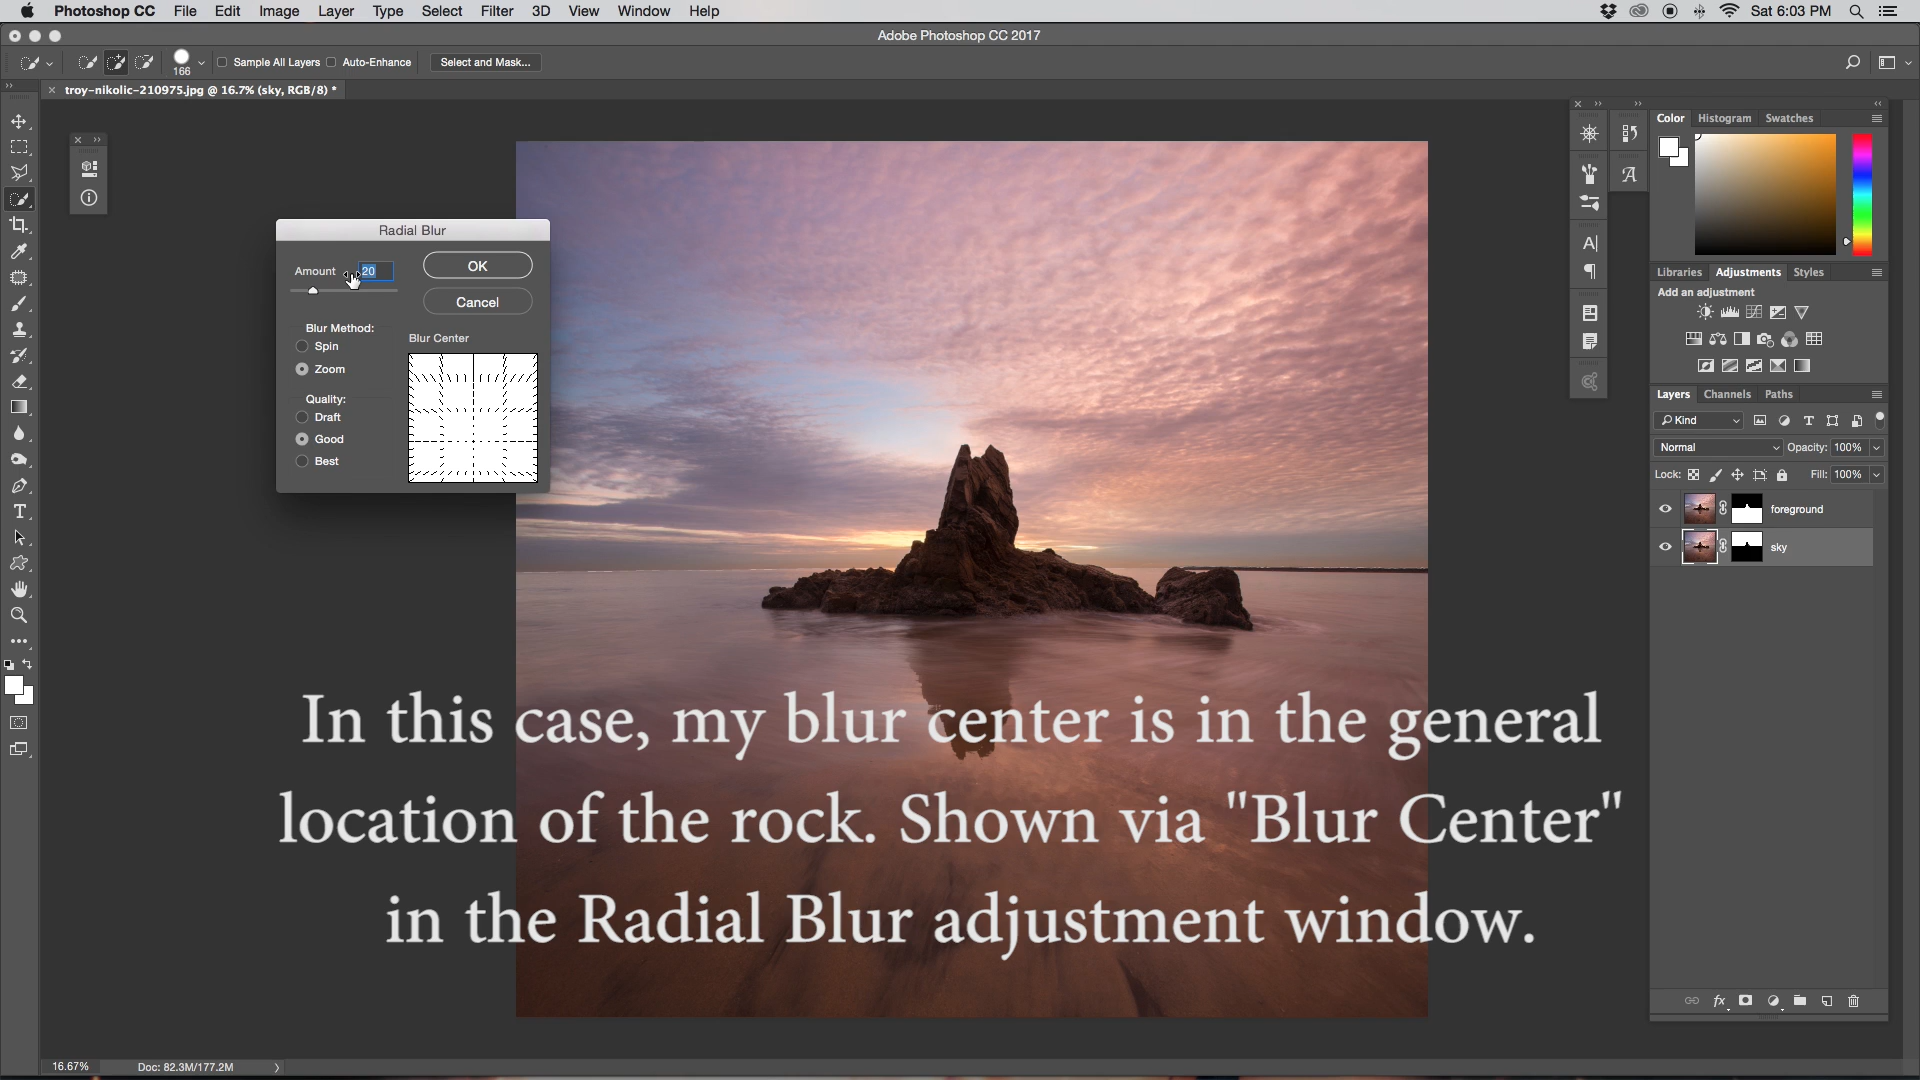 Photoshop CC File Edit Image Layer Type Select Filter 3D View Window Help Sat 6:03 PM
Adobe Photoshop CC 2017
166 Sample All Layers Auto-Enhance Select and Mask...
troy-nikolic-210975.jpg @ 16.7% (sky, RGB/8) *
Color Histogram Swatches
Radial Blur
Amount 20 OK
Cancel
Blur Method:
Spin
Zoom
Blur Center
Quality:
Draft
Good
Best
Libraries Adjustments Styles
Add an adjustment
Layers Channels Paths
Kind
Normal Opacity: 100%
Lock: Fill: 100%
foreground
sky
In this case, my blur center is in the general
location of the rock. Shown via "Blur Center"
in the Radial Blur adjustment window.
16.67% Doc: 82.3M/177.2M